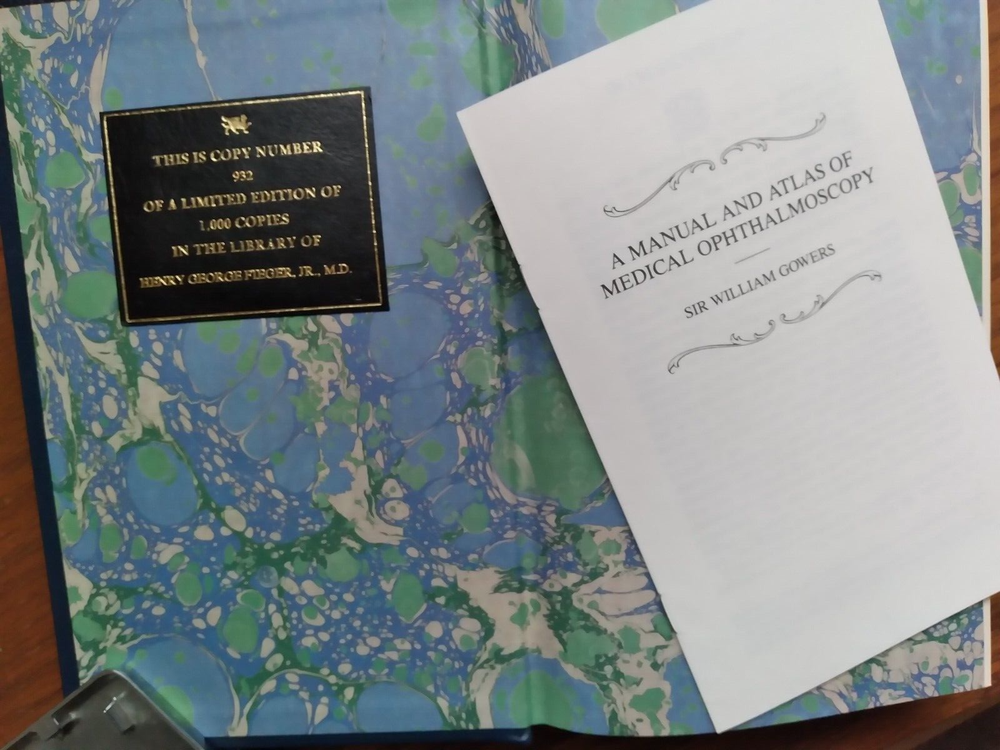 THIS IS COPY NUMBER
932
OF A LIMITED EDITION OF
1,000 COPIES
IN THE LIBRARY OF
HENRY GEORGE FIEGER, JR., M.D.
A MANUAL AND ATLAS OF
MEDICAL OPHTHALMOSCOPY
SIR WILLIAM GOWERS